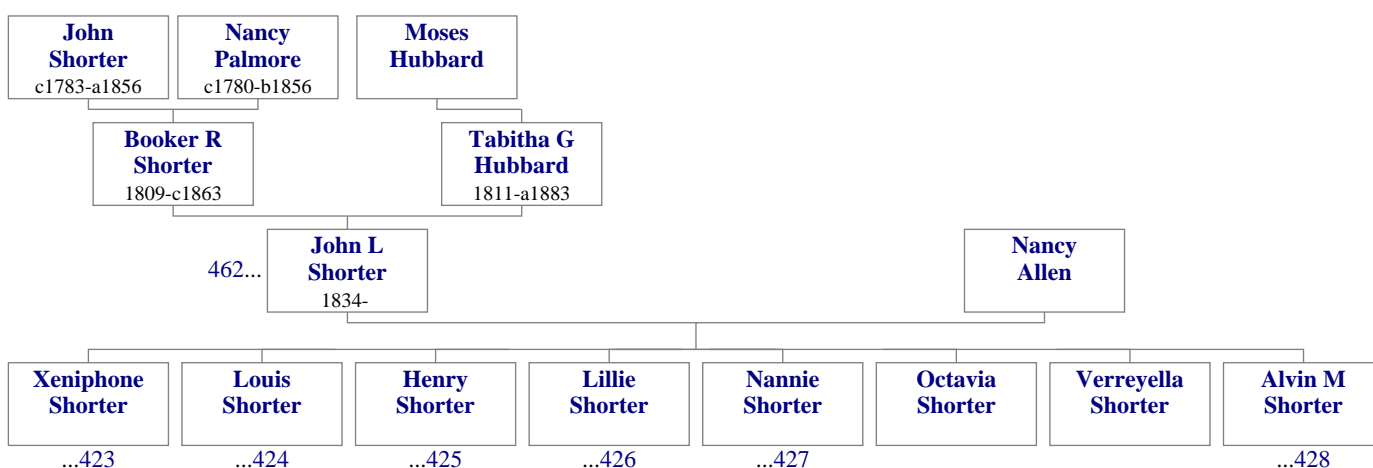 John
Shorter
c1783-a1856
Nancy
Palmore
c1780-b1856
Moses
Hubbard
Booker R
Shorter
1809-c1863
Tabitha G
Hubbard
1811-a1883
462...
John L
Shorter
1834-
Nancy
Allen
Xeniphone
Shorter
Louis
Shorter
Henry
Shorter
Lillie
Shorter
Nannie
Shorter
Octavia
Shorter
Verreyella
Shorter
Alvin M
Shorter
...423
...424
...425
...426
...427
...428